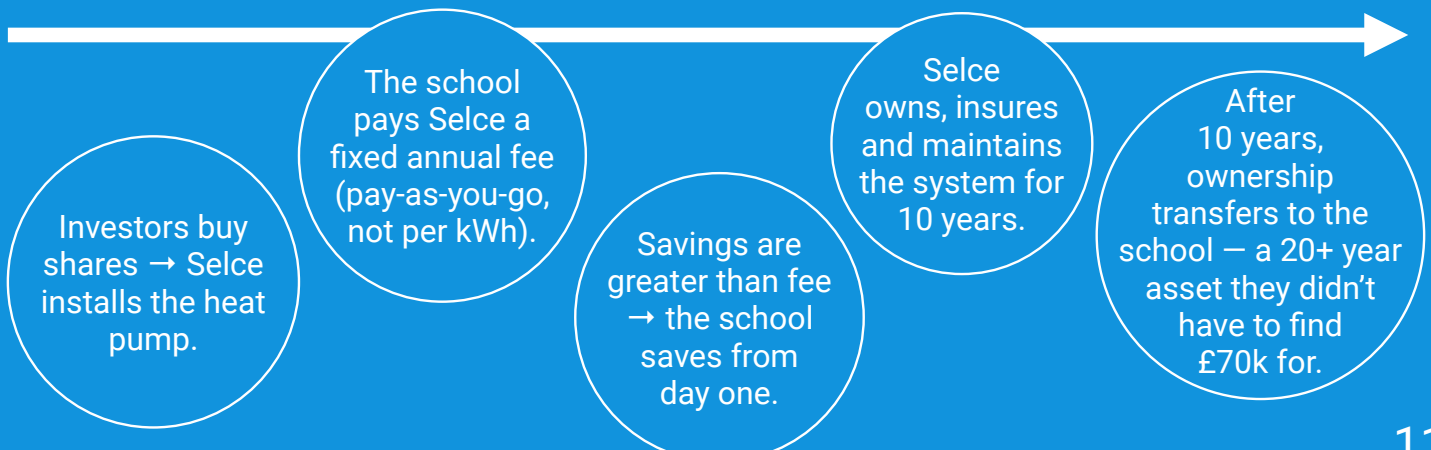 Investors buy
shares → Selce
installs the heat
pump.
The school
pays Selce a
fixed annual fee
(pay-as-you-go,
not per kWh).
Savings are
greater than fee
→ the school
saves from
day one.
Selce
owns, insures
and maintains
the system for
10 years.
After
10 years,
ownership
transfers to the
school — a 20+ year
asset they didn’t
have to find
£70k for.
11